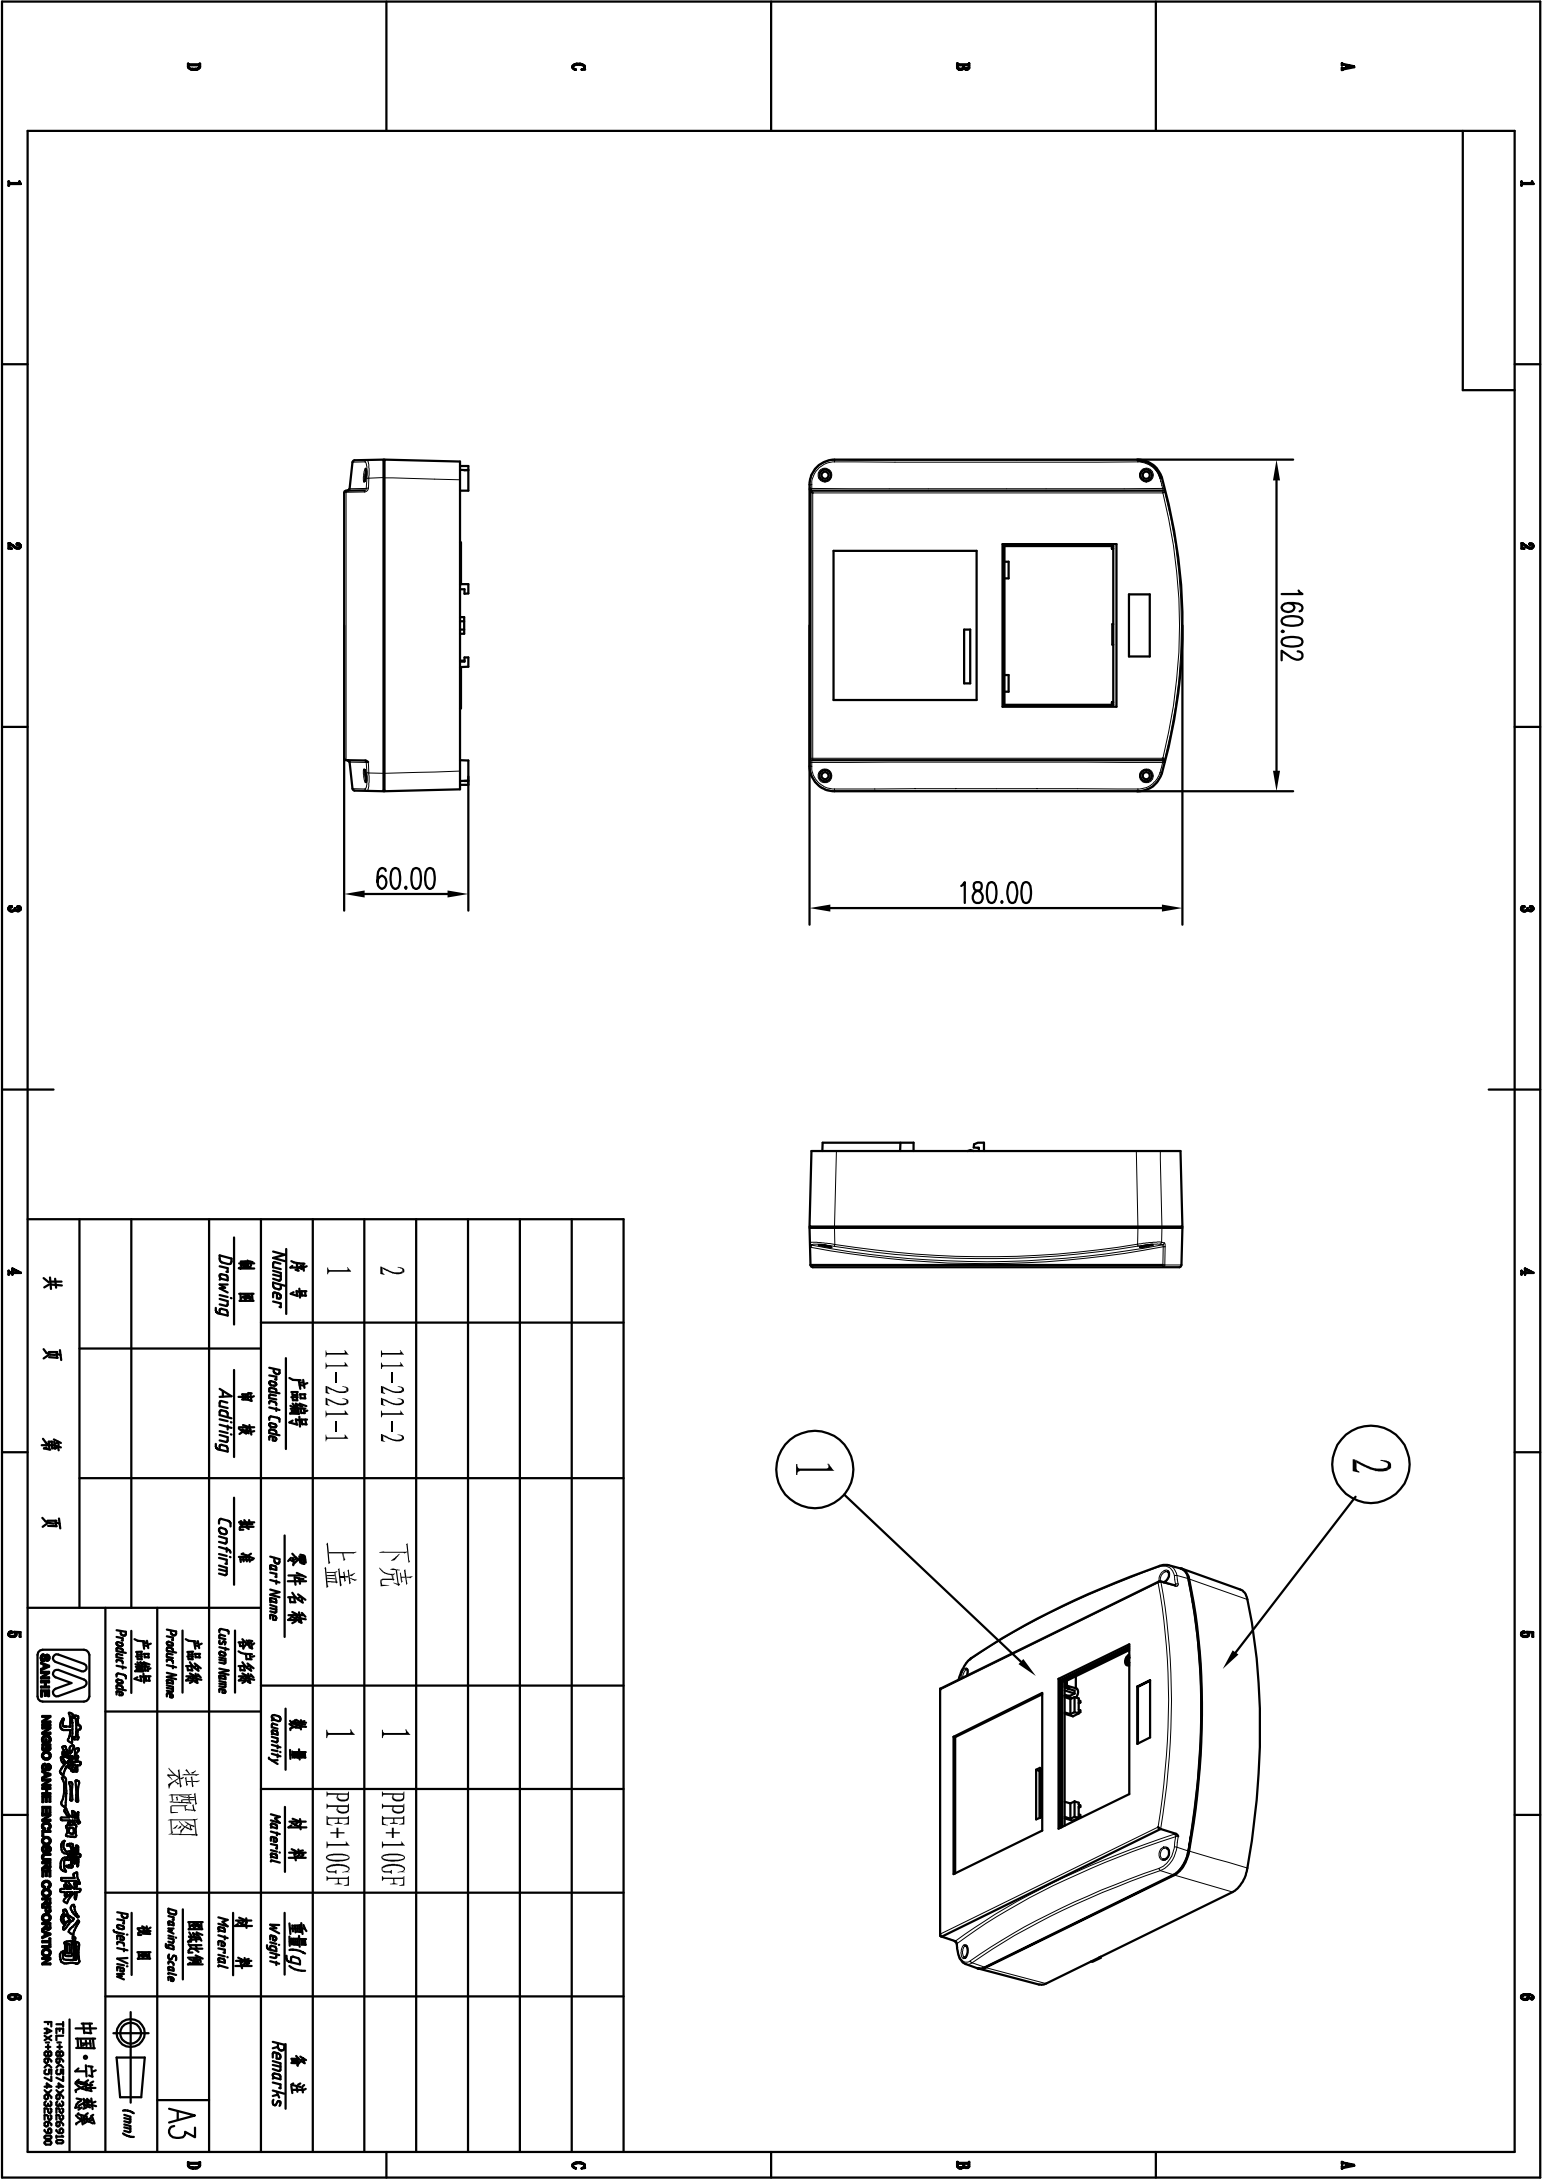 1 2 3 4 5 6
A
B
C
D
A
B
C
D
160.02
180.00
60.00
2
1
2 11-221-2 下壳 1 PPE+10GF
1 11-221-1 上盖 1 PPE+10GF
序号 产品编号 零件名称 数量 材料 重量(g) 备注
Number Product Code Part Name Quantity Material Weight Remarks
制图 审核 批准 客户名称 材料
Drawing Auditing Confirm Custom Name Material
产品名称 装配图 图纸比例 A3
Product Name Drawing Scale
产品编号 视图
Product Code Project View (mm)
共 页 第 页
SANHE
宁波三和壳体公司
NINGBO SANHE ENCLOSURE CORPORATION
中国·宁波慈溪
TEL:+86(574)63226910
FAX:+86(574)63226900
1 2 3 4 5 6